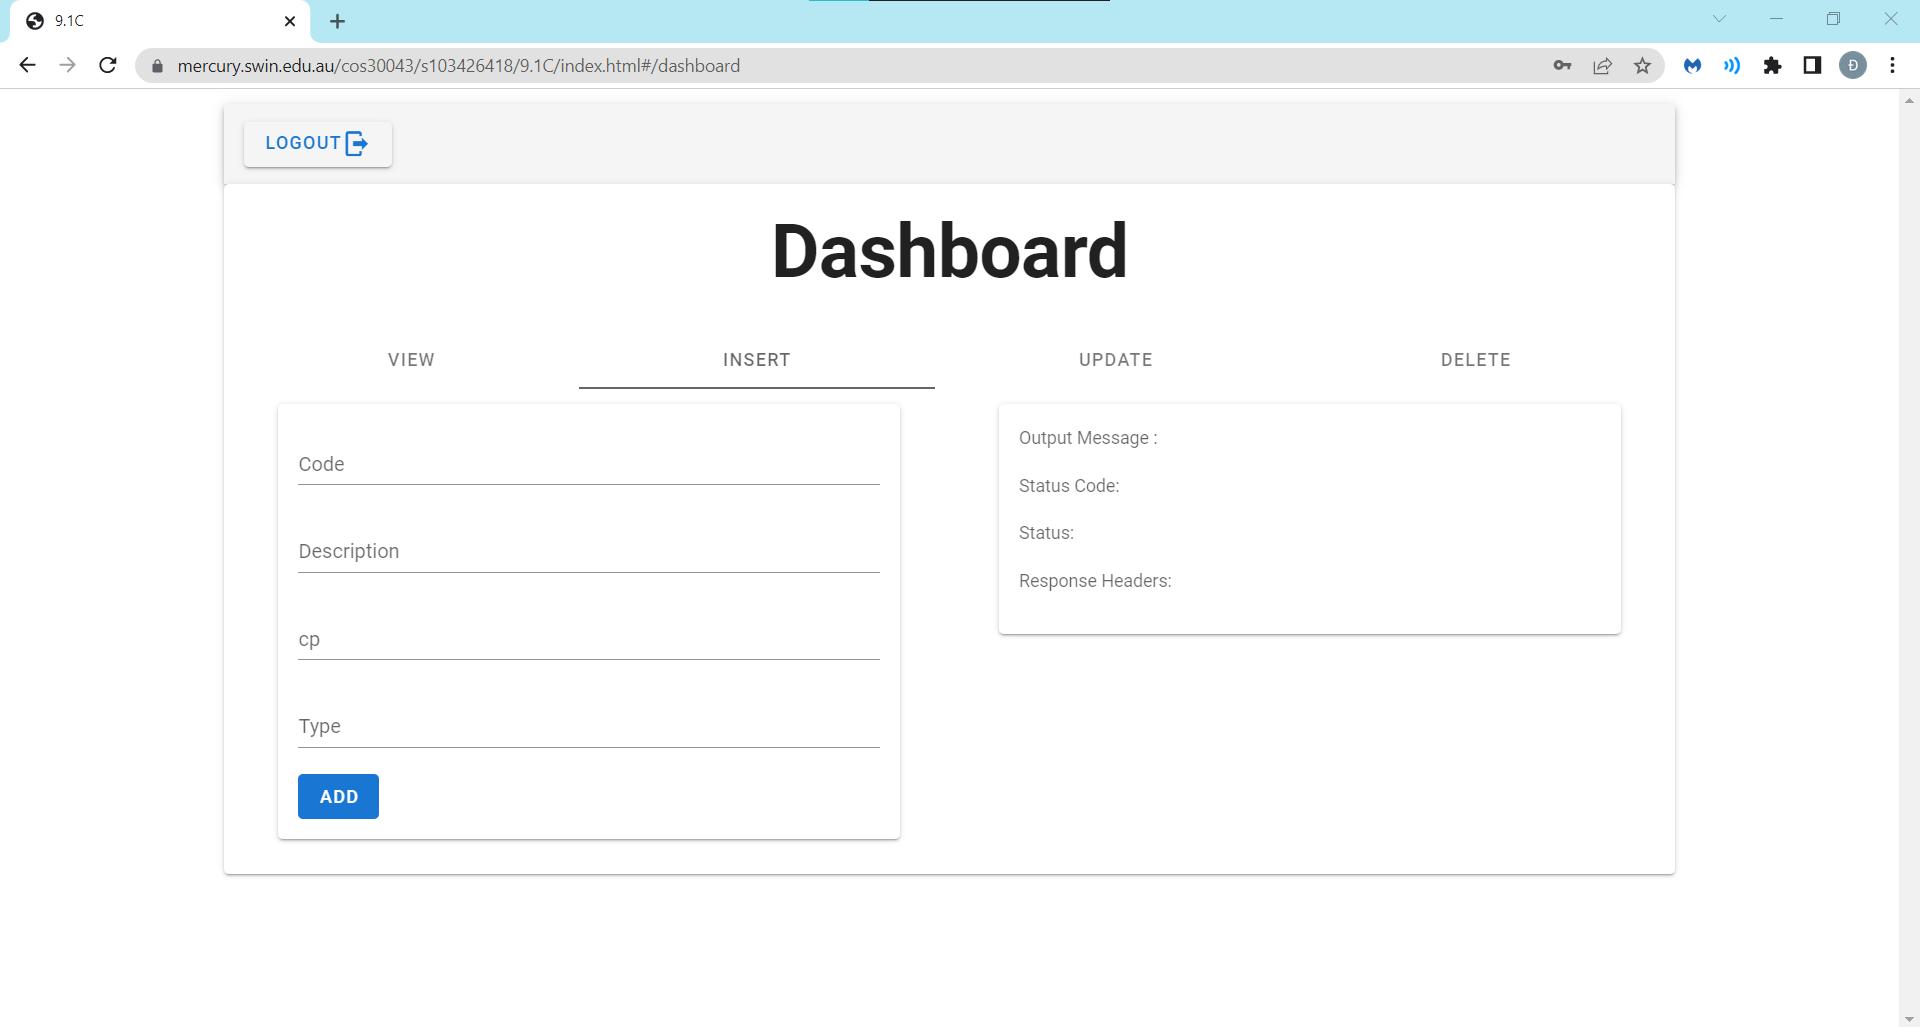 9.1C
mercury.swin.edu.au/cos30043/s103426418/9.1C/index.html#/dashboard
Đ
LOGOUT
Dashboard
VIEW INSERT UPDATE DELETE
Code
Description
cp
Type
ADD
Output Message :
Status Code:
Status:
Response Headers: